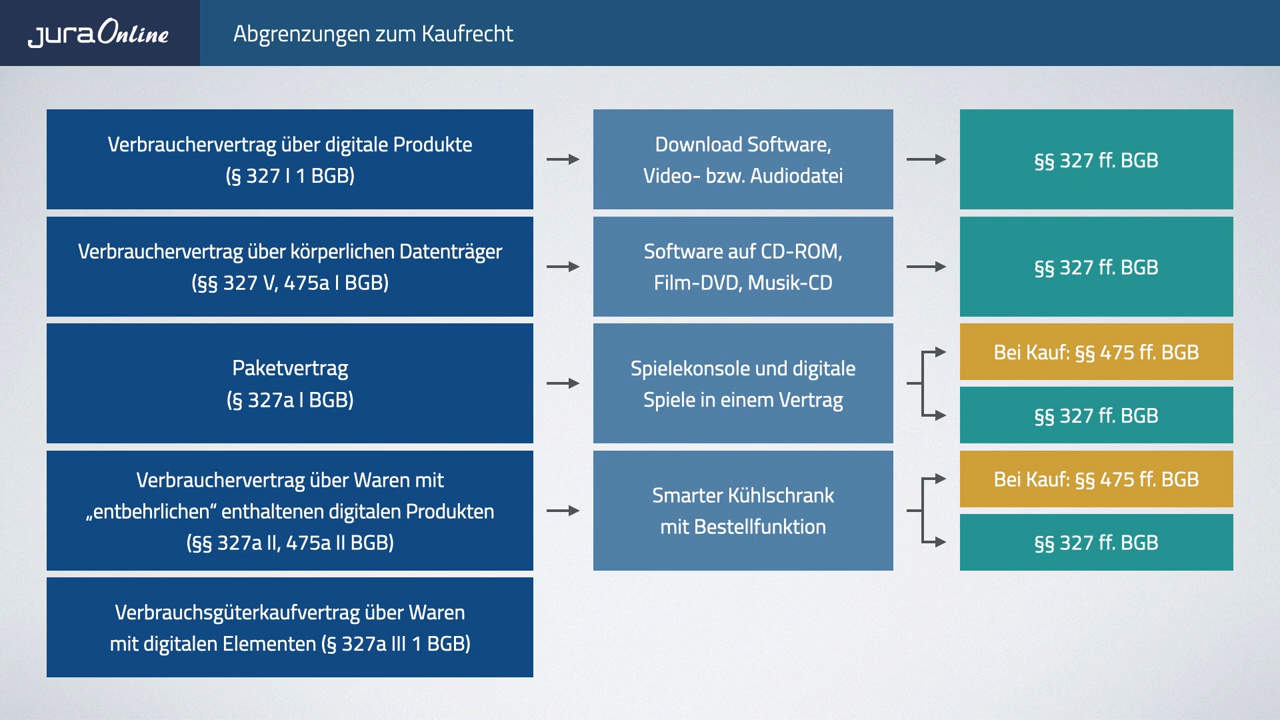 juraOnline
Abgrenzungen zum Kaufrecht
Verbrauchervertrag über digitale Produkte
(§ 327 I 1 BGB)
Download Software,
Video- bzw. Audiodatei
§§ 327 ff. BGB
Verbrauchervertrag über körperlichen Datenträger
(§§ 327 V, 475a I BGB)
Software auf CD-ROM,
Film-DVD, Musik-CD
§§ 327 ff. BGB
Paketvertrag
(§ 327a I BGB)
Spielekonsole und digitale
Spiele in einem Vertrag
Bei Kauf: §§ 475 ff. BGB
§§ 327 ff. BGB
Verbrauchervertrag über Waren mit
„entbehrlichen“ enthaltenen digitalen Produkten
(§§ 327a II, 475a II BGB)
Smarter Kühlschrank
mit Bestellfunktion
Bei Kauf: §§ 475 ff. BGB
§§ 327 ff. BGB
Verbrauchsgüterkaufvertrag über Waren
mit digitalen Elementen (§ 327a III 1 BGB)